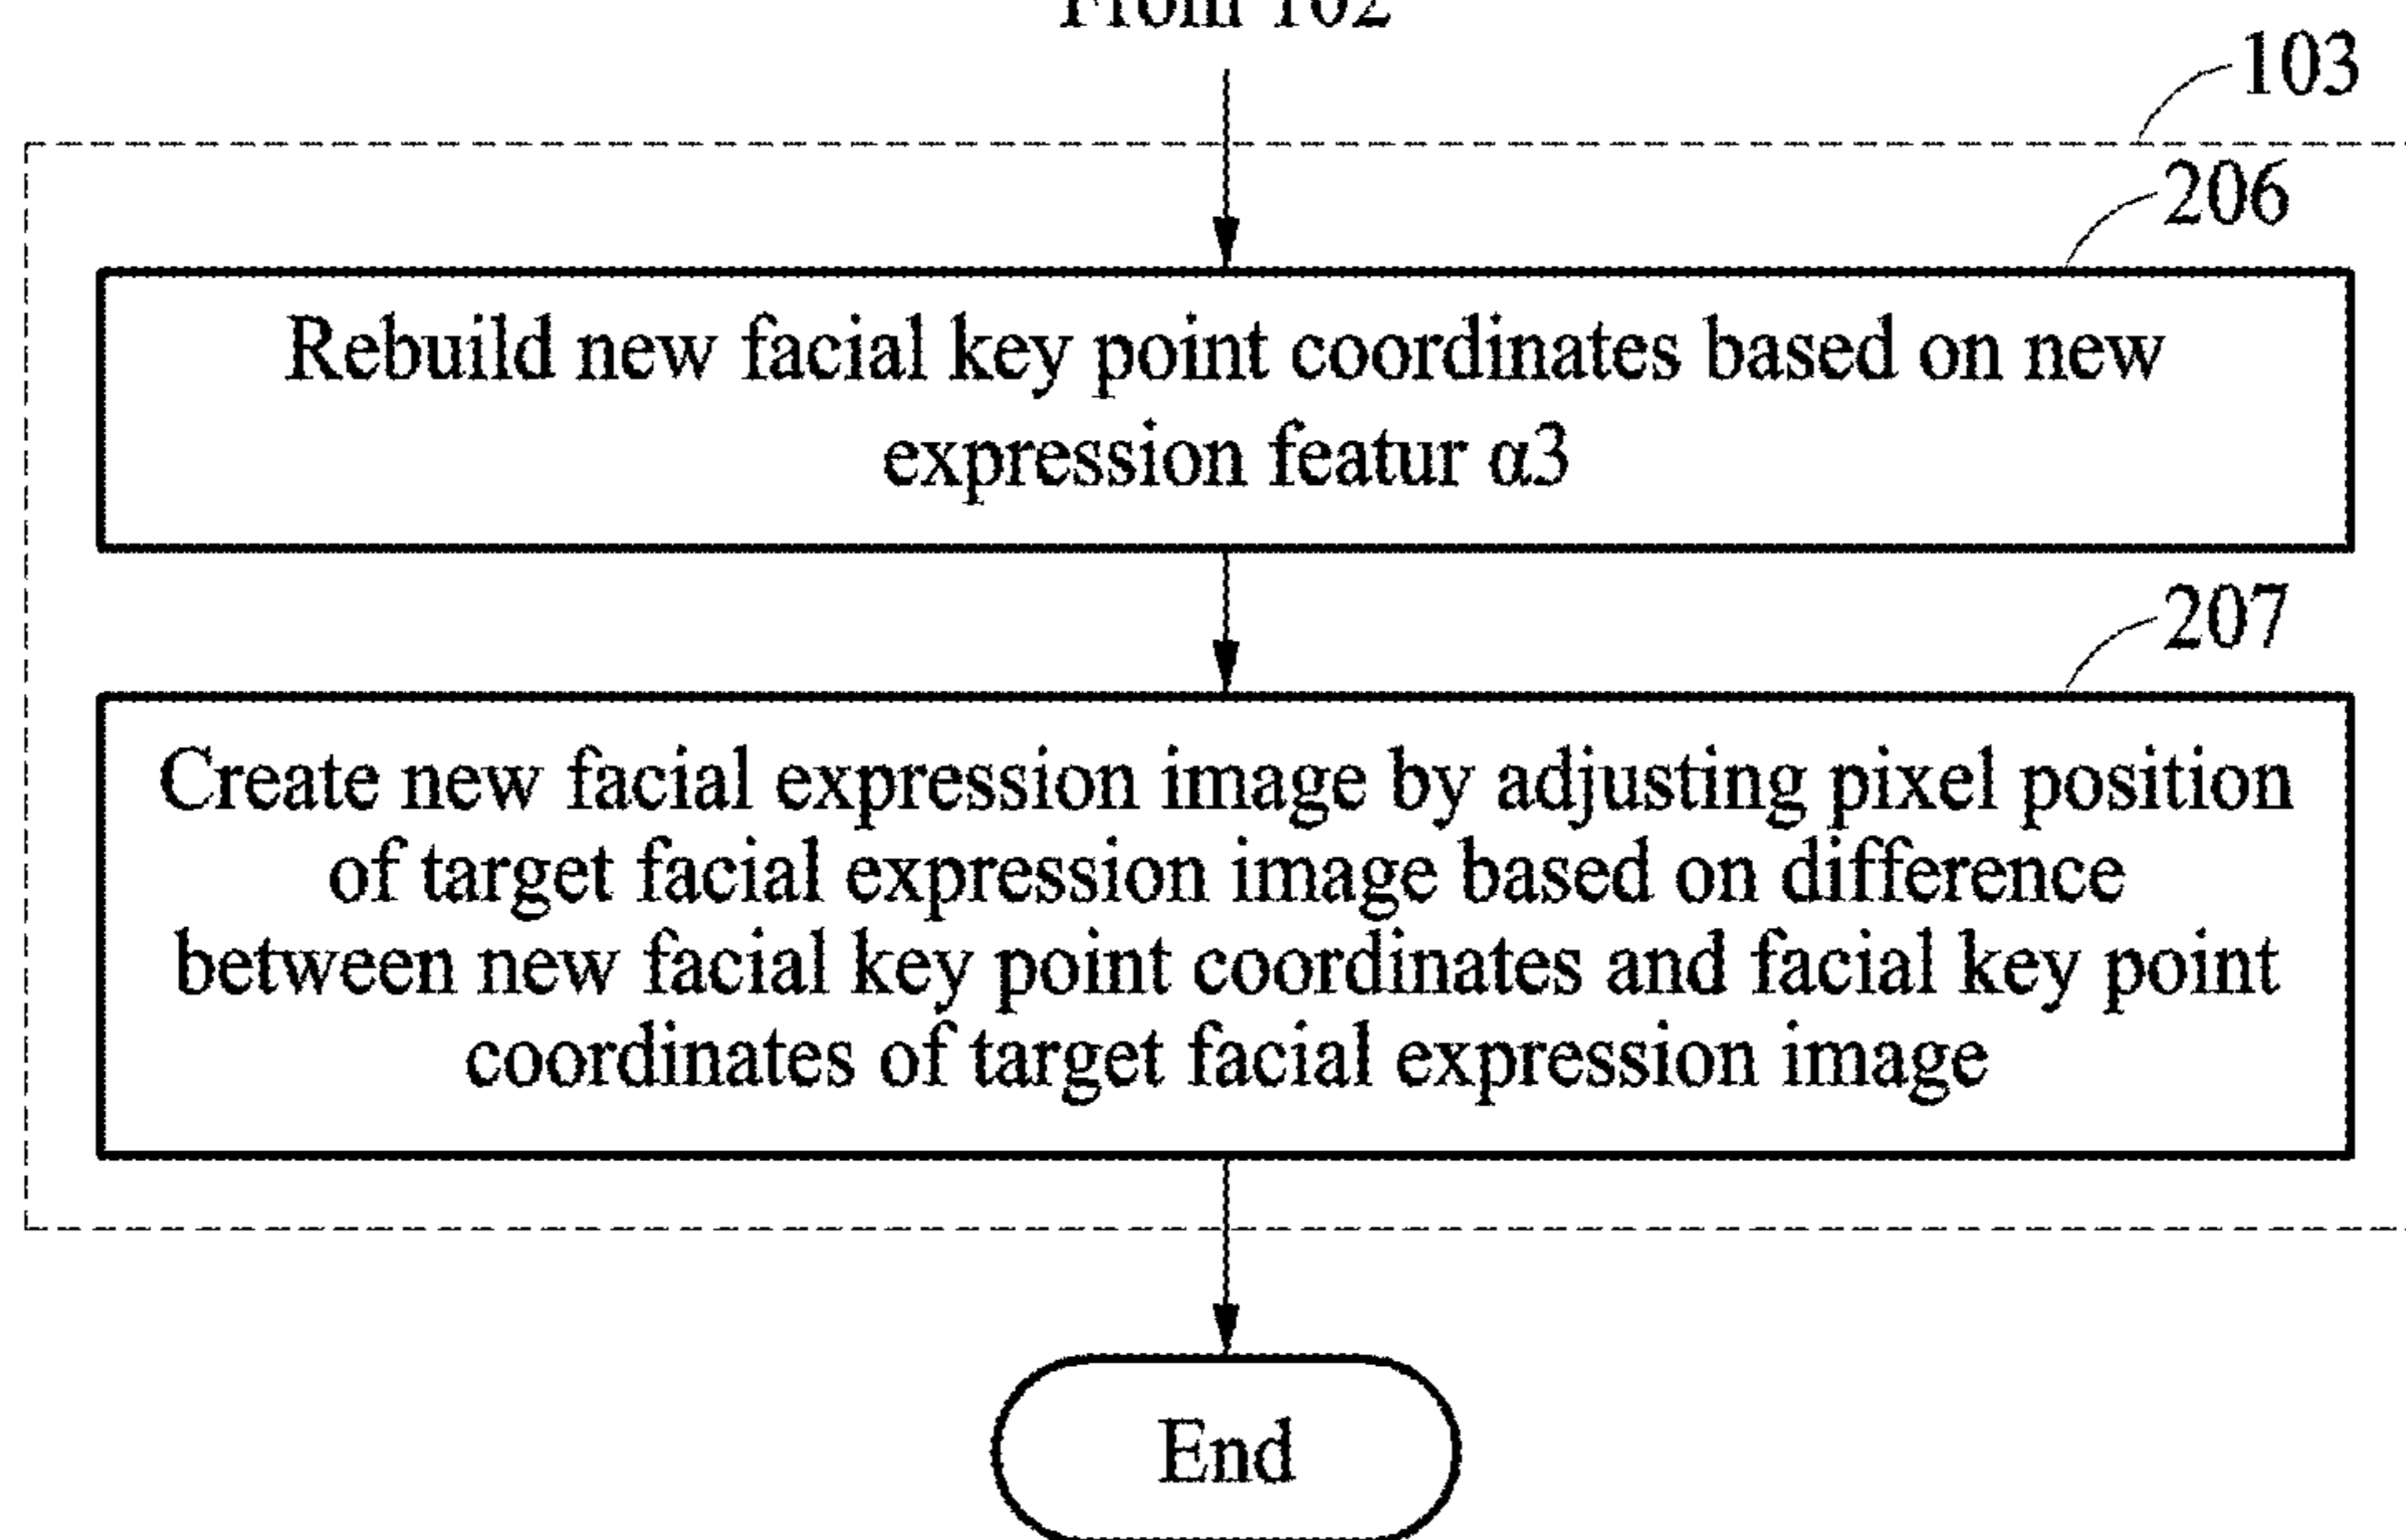 From 102
103
206
Rebuild new facial key point coordinates based on new
expression featur α3
207
Create new facial expression image by adjusting pixel position
of target facial expression image based on difference
between new facial key point coordinates and facial key point
coordinates of target facial expression image
End